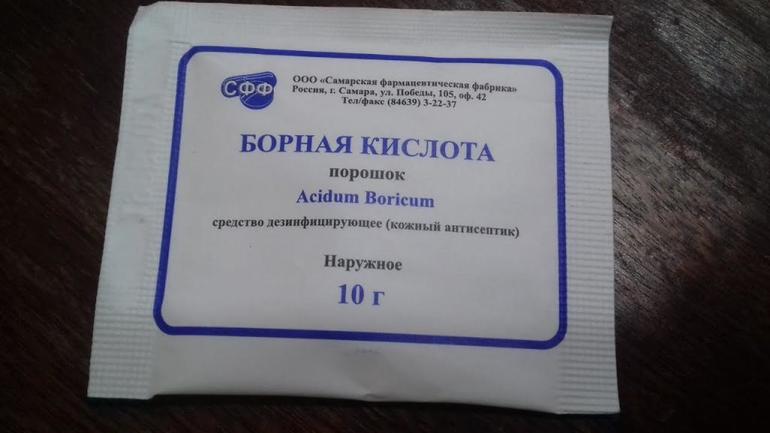 СФФ
ООО «Самарская фармацевтическая фабрика»
Россия, г. Самара, ул. Победы, 105, оф. 42
Тел/факс (84639) 3-22-37
БОРНАЯ КИСЛОТА
порошок
Acidum Boricum
средство дезинфицирующее (кожный антисептик)
Наружное
10 г